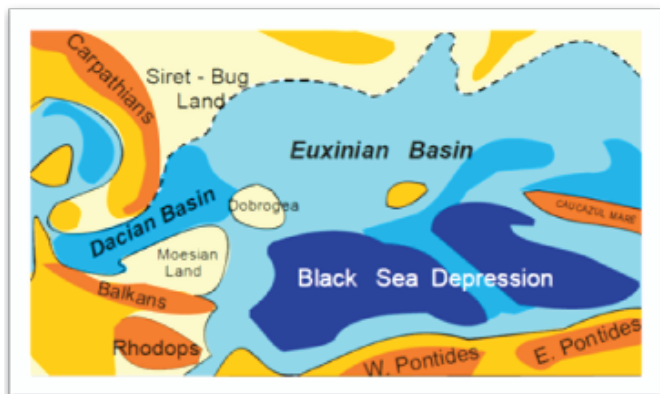 Carpathians
Siret - Bug
Land
Euxinian Basin
Dacian Basin
Dobrogea
CAUCAZUL MARE
Moesian
Land
Black Sea Depression
Balkans
Rhodops
W. Pontides
E. Pontides